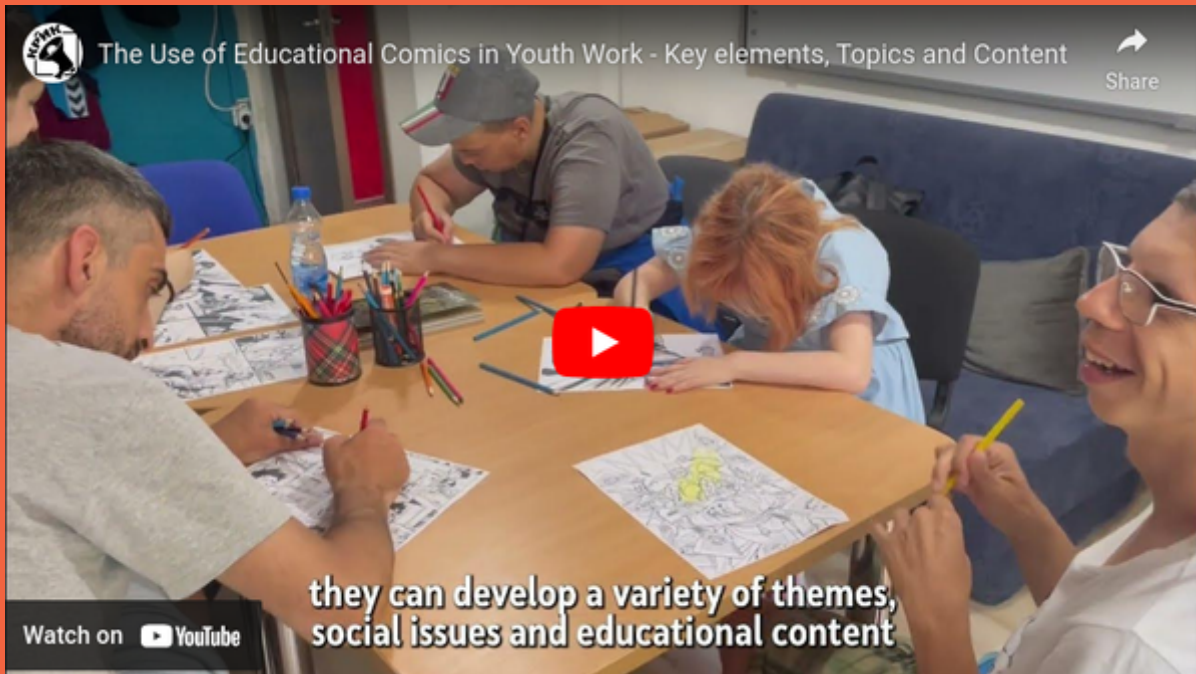 The Use of Educational Comics in Youth Work - Key elements, Topics and Content
Share
they can develop a variety of themes,
social issues and educational content
Watch on YouTube